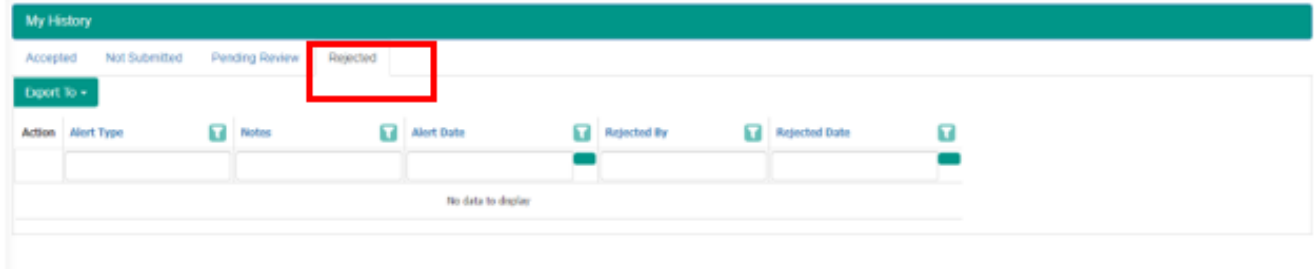 My History
Accepted Not Submitted Pending Review Rejected
Export To
Action Alert Type Notes Alert Date Rejected By Rejected Date
No data to display